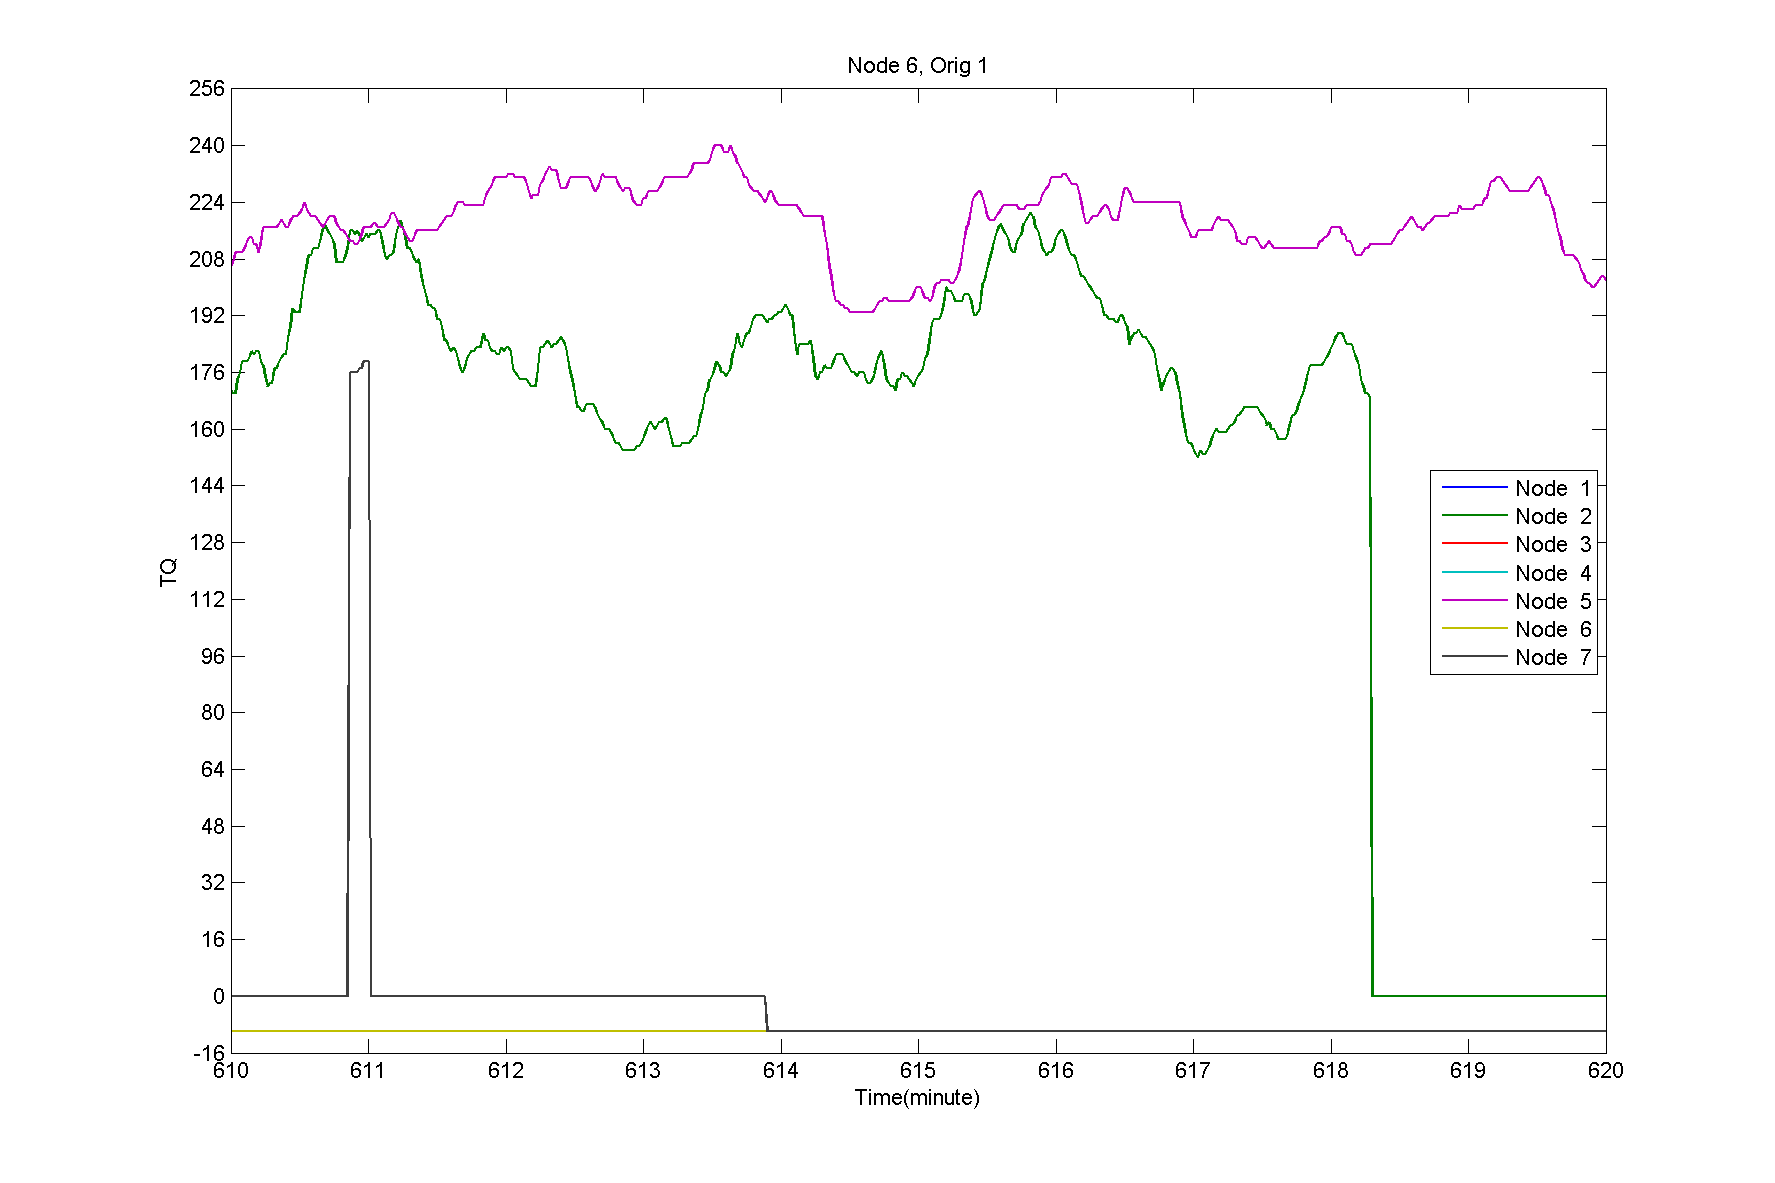 Node 6, Orig 1
256
240
224
208
192
176
160
144
128
112
96
80
64
48
32
16
0
-16
TQ
Node 1
Node 2
Node 3
Node 4
Node 5
Node 6
Node 7
610 611 612 613 614 615 616 617 618 619 620
Time(minute)